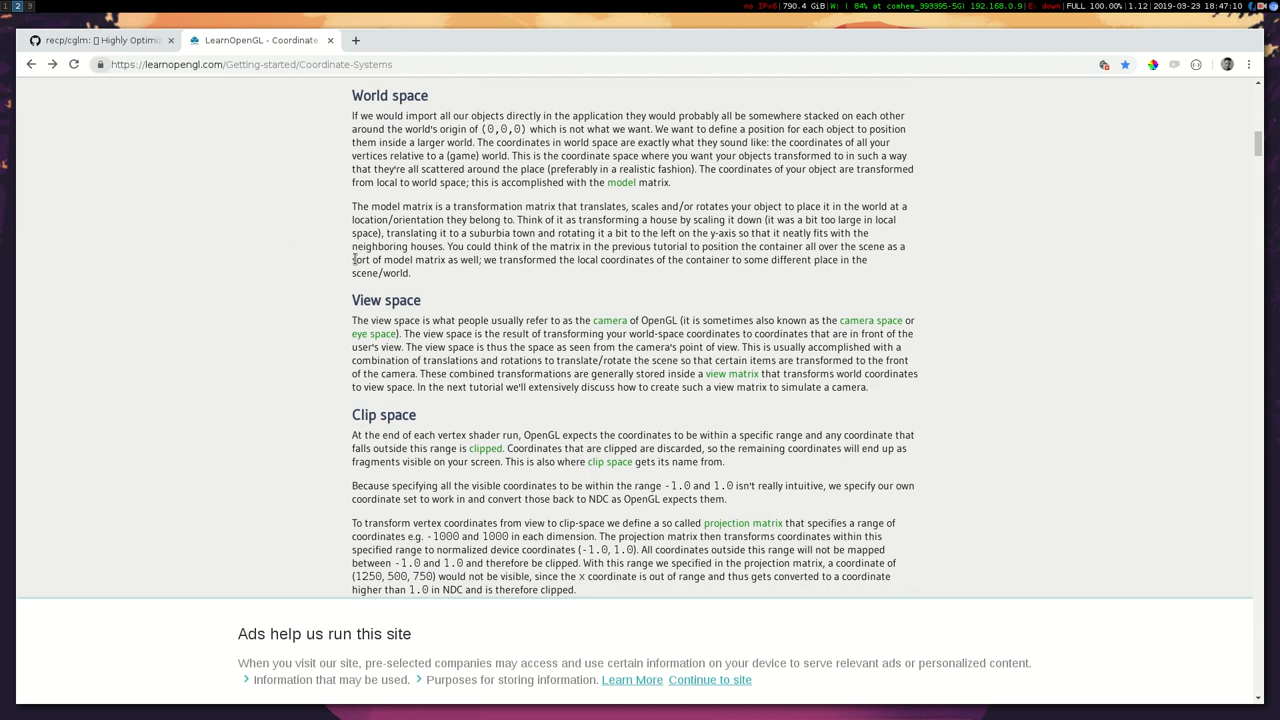 1 2 3 no IPv6|790.4 GiB|W: ( 84% at comhem_393395-5G) 192.168.0.9|E: down|FULL 100.00%|1.12|2019-03-23 18:47:10
recp/cglm: Highly Optimiz LearnOpenGL - Coordinate
https://learnopengl.com/Getting-started/Coordinate-Systems
World space
If we would import all our objects directly in the application they would probably all be somewhere stacked on each other
around the world's origin of (0,0,0) which is not what we want. We want to define a position for each object to position
them inside a larger world. The coordinates in world space are exactly what they sound like: the coordinates of all your
vertices relative to a (game) world. This is the coordinate space where you want your objects transformed to in such a way
that they're all scattered around the place (preferably in a realistic fashion). The coordinates of your object are transformed
from local to world space; this is accomplished with the model matrix.
The model matrix is a transformation matrix that translates, scales and/or rotates your object to place it in the world at a
location/orientation they belong to. Think of it as transforming a house by scaling it down (it was a bit too large in local
space), translating it to a suburbia town and rotating it a bit to the left on the y-axis so that it neatly fits with the
neighboring houses. You could think of the matrix in the previous tutorial to position the container all over the scene as a
sort of model matrix as well; we transformed the local coordinates of the container to some different place in the
scene/world.
View space
The view space is what people usually refer to as the camera of OpenGL (it is sometimes also known as the camera space or
eye space). The view space is the result of transforming your world-space coordinates to coordinates that are in front of the
user's view. The view space is thus the space as seen from the camera's point of view. This is usually accomplished with a
combination of translations and rotations to translate/rotate the scene so that certain items are transformed to the front
of the camera. These combined transformations are generally stored inside a view matrix that transforms world coordinates
to view space. In the next tutorial we'll extensively discuss how to create such a view matrix to simulate a camera.
Clip space
At the end of each vertex shader run, OpenGL expects the coordinates to be within a specific range and any coordinate that
falls outside this range is clipped. Coordinates that are clipped are discarded, so the remaining coordinates will end up as
fragments visible on your screen. This is also where clip space gets its name from.
Because specifying all the visible coordinates to be within the range -1.0 and 1.0 isn't really intuitive, we specify our own
coordinate set to work in and convert those back to NDC as OpenGL expects them.
To transform vertex coordinates from view to clip-space we define a so called projection matrix that specifies a range of
coordinates e.g. -1000 and 1000 in each dimension. The projection matrix then transforms coordinates within this
specified range to normalized device coordinates (-1.0, 1.0). All coordinates outside this range will not be mapped
between -1.0 and 1.0 and therefore be clipped. With this range we specified in the projection matrix, a coordinate of
(1250, 500, 750) would not be visible, since the x coordinate is out of range and thus gets converted to a coordinate
higher than 1.0 in NDC and is therefore clipped.
Ads help us run this site
When you visit our site, pre-selected companies may access and use certain information on your device to serve relevant ads or personalized content.
Information that may be used. Purposes for storing information. Learn More Continue to site